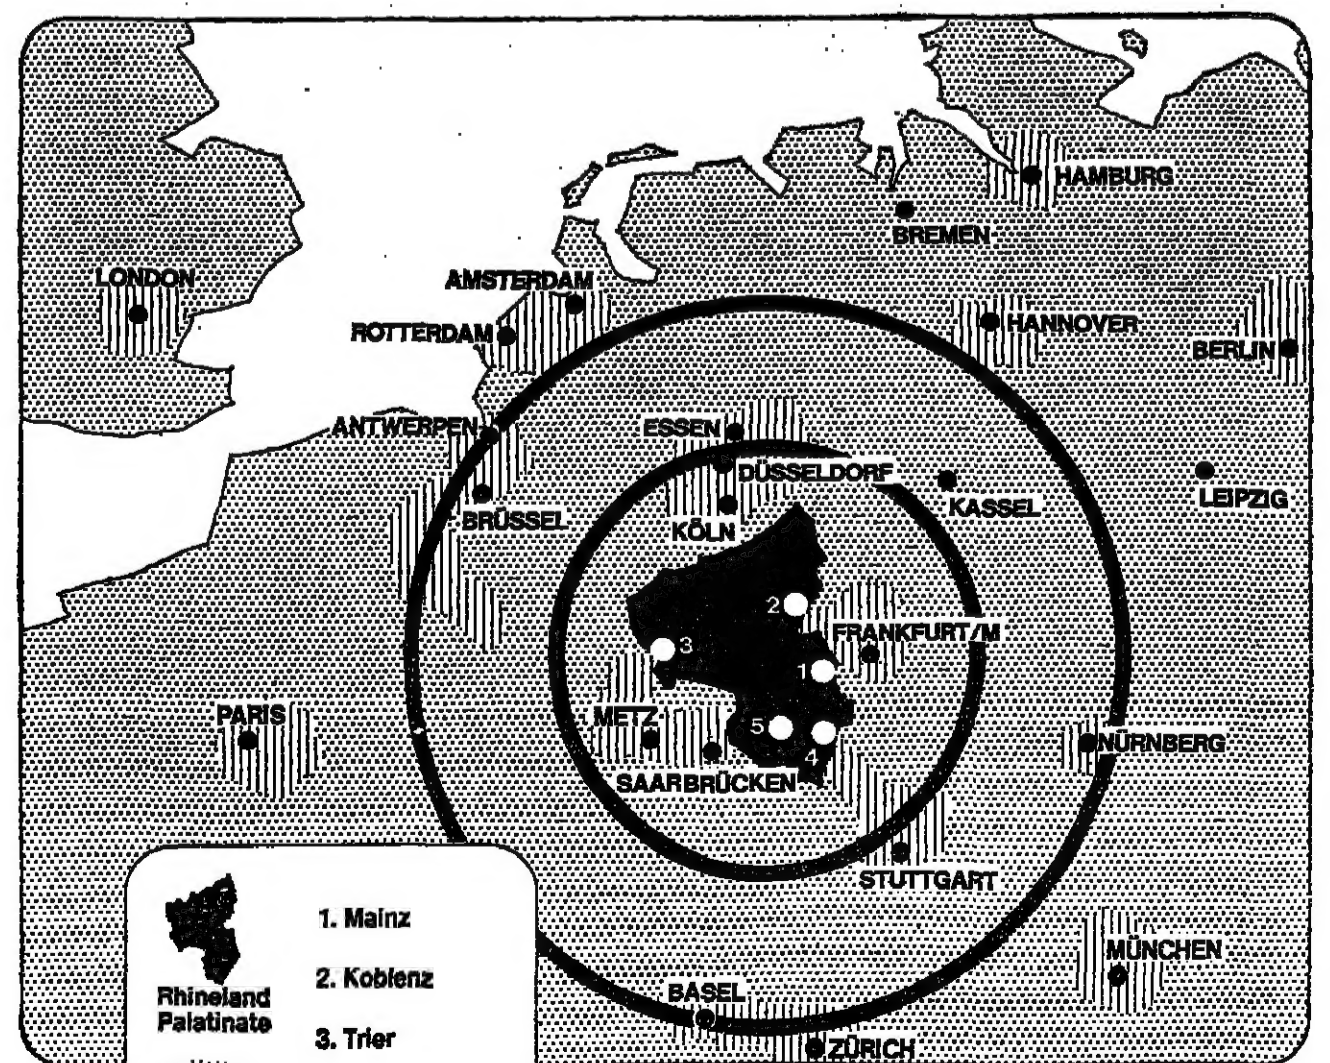 HAMBURG
BREMEN
LONDON
AMSTERDAM
ROTTERDAM
HANNOVER
BERLIN
ANTWERPEN
ESSEN
DÜSSELDORF
KASSEL
LEIPZIG
BRÜSSEL
KÖLN
2
FRANKFURT/M
3
1
PARIS
METZ
5
4
NÜRNBERG
SAARBRÜCKEN
STUTTGART
MÜNCHEN
BASEL
ZÜRICH
Rhineland
Palatinate
1. Mainz
2. Koblenz
3. Trier